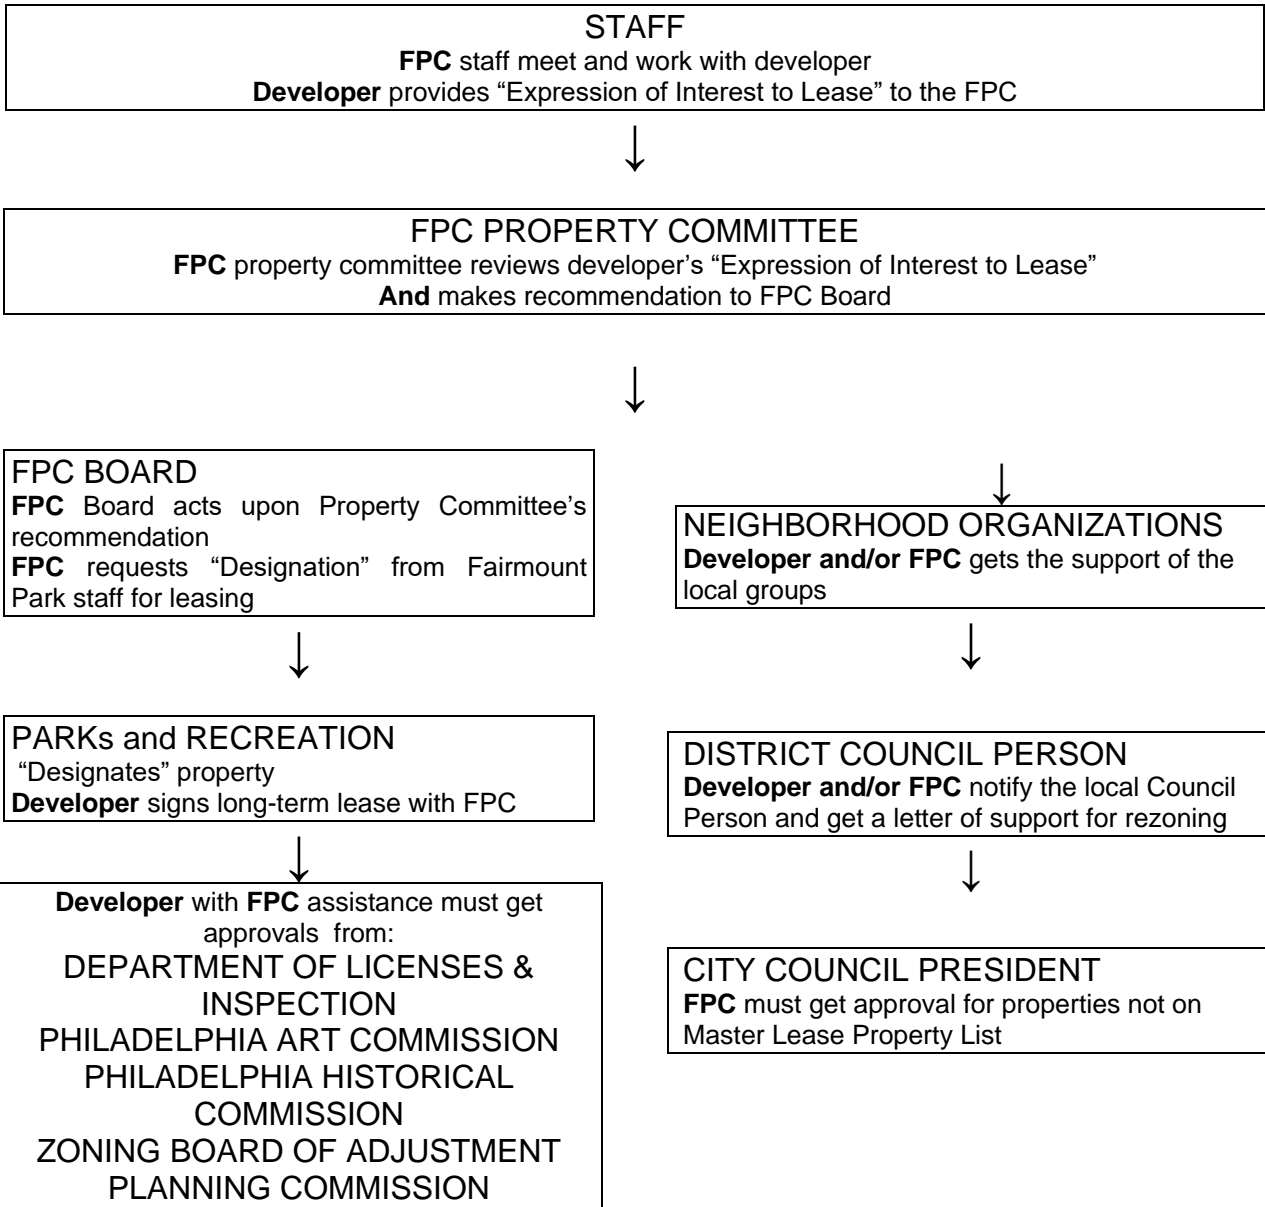 STAFF
FPC staff meet and work with developer
Developer provides “Expression of Interest to Lease” to the FPC
↓
FPC PROPERTY COMMITTEE
FPC property committee reviews developer’s “Expression of Interest to Lease”
And makes recommendation to FPC Board
↓
FPC BOARD
FPC Board acts upon Property Committee’s
recommendation
FPC requests “Designation” from Fairmount
Park staff for leasing
↓
PARKs and RECREATION
“Designates” property
Developer signs long-term lease with FPC
↓
Developer with FPC assistance must get
approvals from:
DEPARTMENT OF LICENSES &
INSPECTION
PHILADELPHIA ART COMMISSION
PHILADELPHIA HISTORICAL
COMMISSION
ZONING BOARD OF ADJUSTMENT
PLANNING COMMISSION
↓
NEIGHBORHOOD ORGANIZATIONS
Developer and/or FPC gets the support of the
local groups
↓
DISTRICT COUNCIL PERSON
Developer and/or FPC notify the local Council
Person and get a letter of support for rezoning
↓
CITY COUNCIL PRESIDENT
FPC must get approval for properties not on
Master Lease Property List